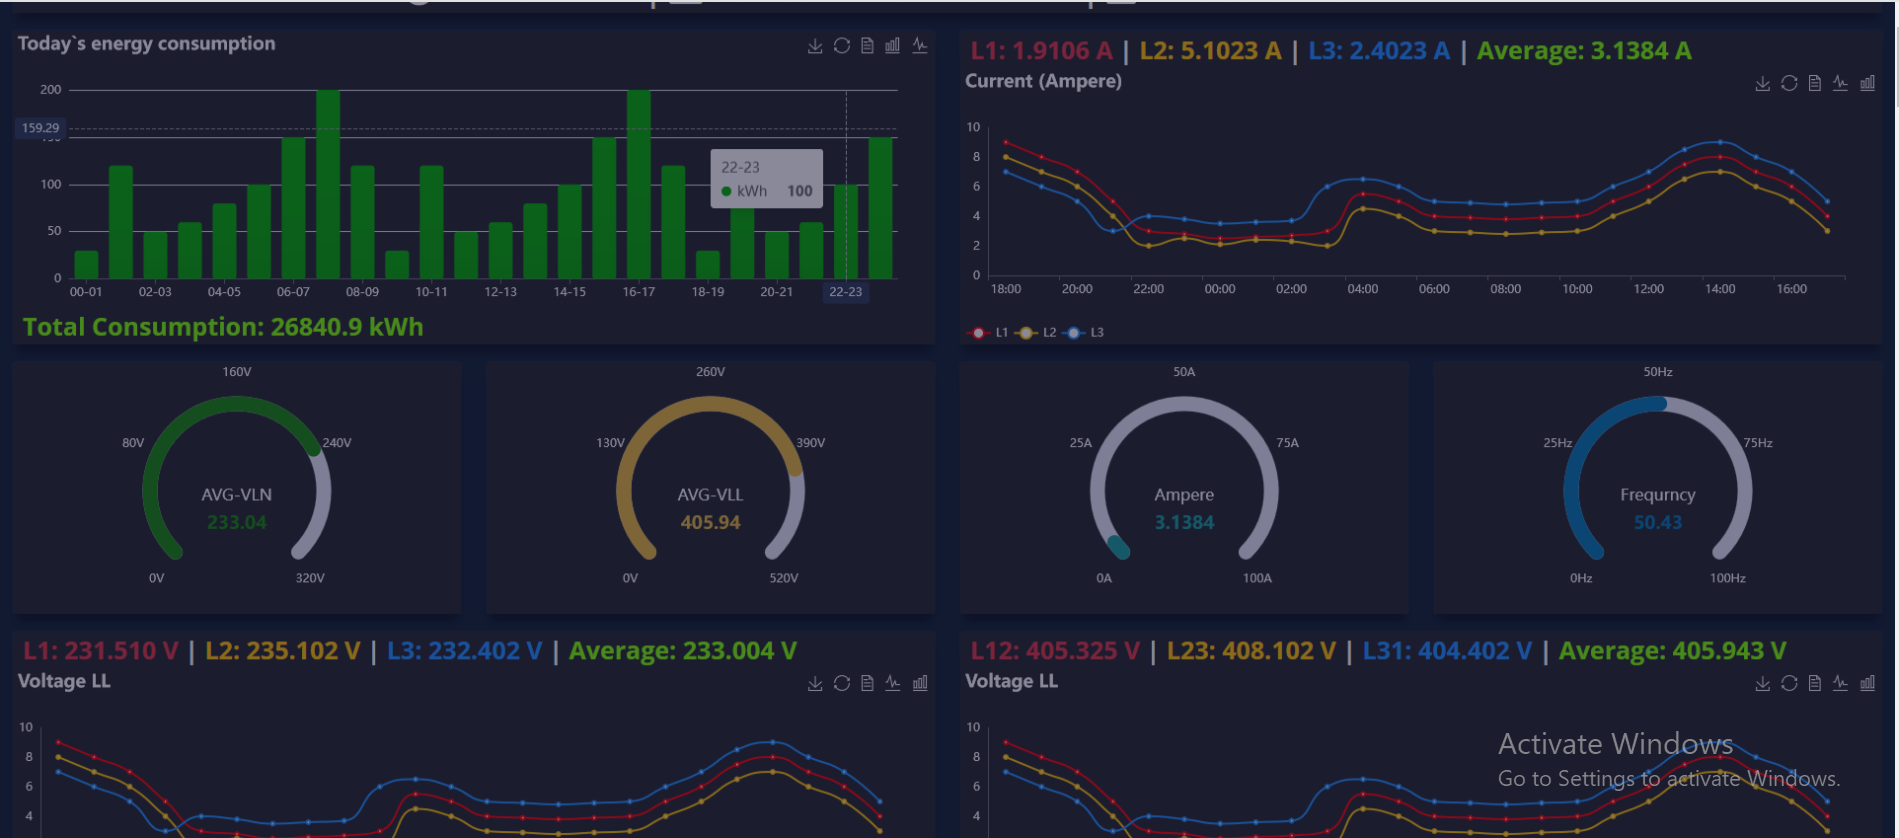 Today`s energy consumption
200
159.29
100
50
0
22-23
kWh 100
00-01 02-03 04-05 06-07 08-09 10-11 12-13 14-15 16-17 18-19 20-21 22-23
Total Consumption: 26840.9 kWh
L1: 1.9106 A | L2: 5.1023 A | L3: 2.4023 A | Average: 3.1384 A
Current (Ampere)
10
8
6
4
2
0
18:00 20:00 22:00 00:00 02:00 04:00 06:00 08:00 10:00 12:00 14:00 16:00
L1 L2 L3
160V
80V 240V
AVG-VLN
233.04
0V 320V
260V
130V 390V
AVG-VLL
405.94
0V 520V
50A
25A 75A
Ampere
3.1384
0A 100A
50Hz
25Hz 75Hz
Frequrncy
50.43
0Hz 100Hz
L1: 231.510 V | L2: 235.102 V | L3: 232.402 V | Average: 233.004 V
Voltage LL
10
8
6
4
L12: 405.325 V | L23: 408.102 V | L31: 404.402 V | Average: 405.943 V
Voltage LL
10
8
6
4
Activate Windows
Go to Settings to activate Windows.